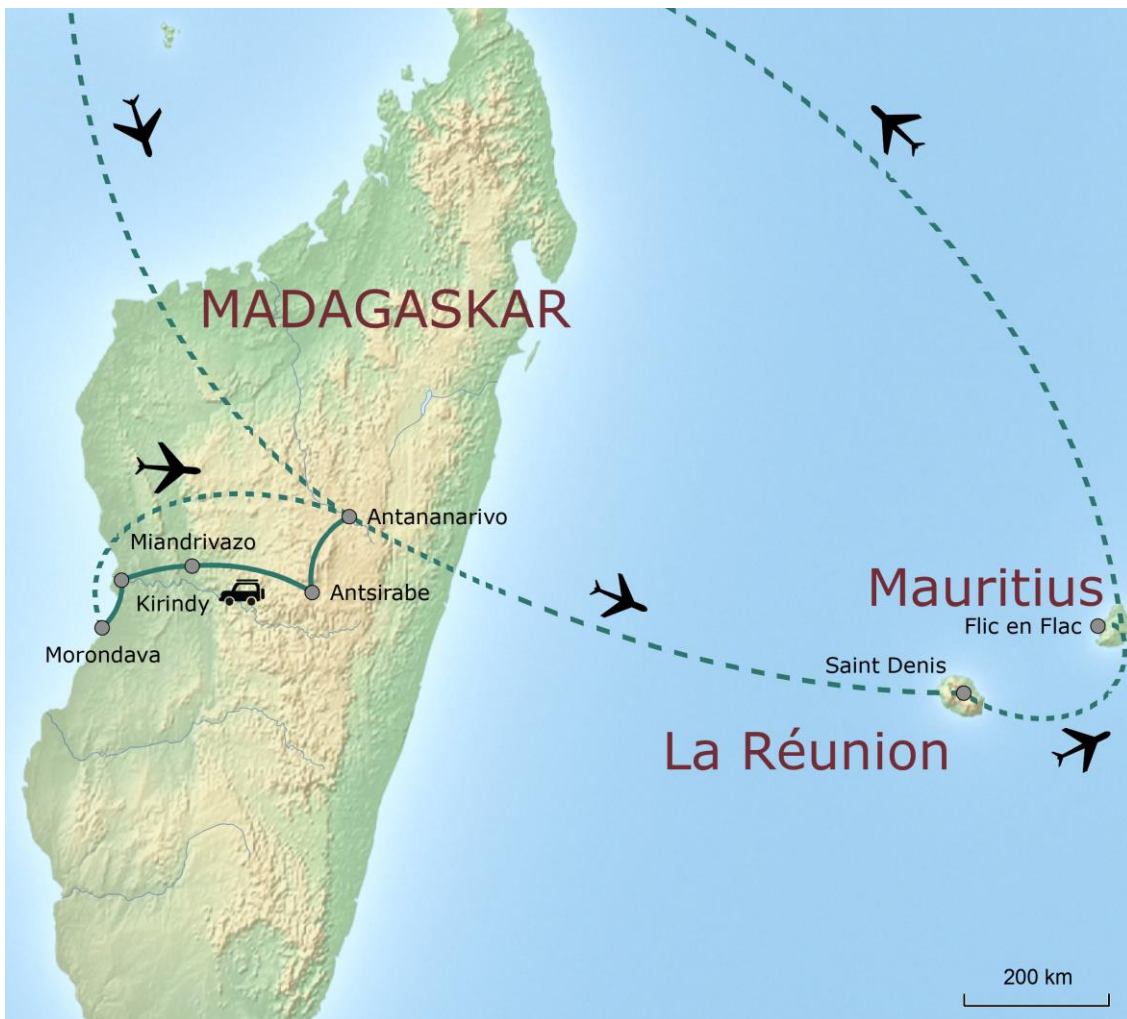 MADAGASKAR
Antananarivo
Miandrivazo
Kirindy
Antsirabe
Morondava
Mauritius
Flic en Flac
Saint Denis
La Réunion
200 km